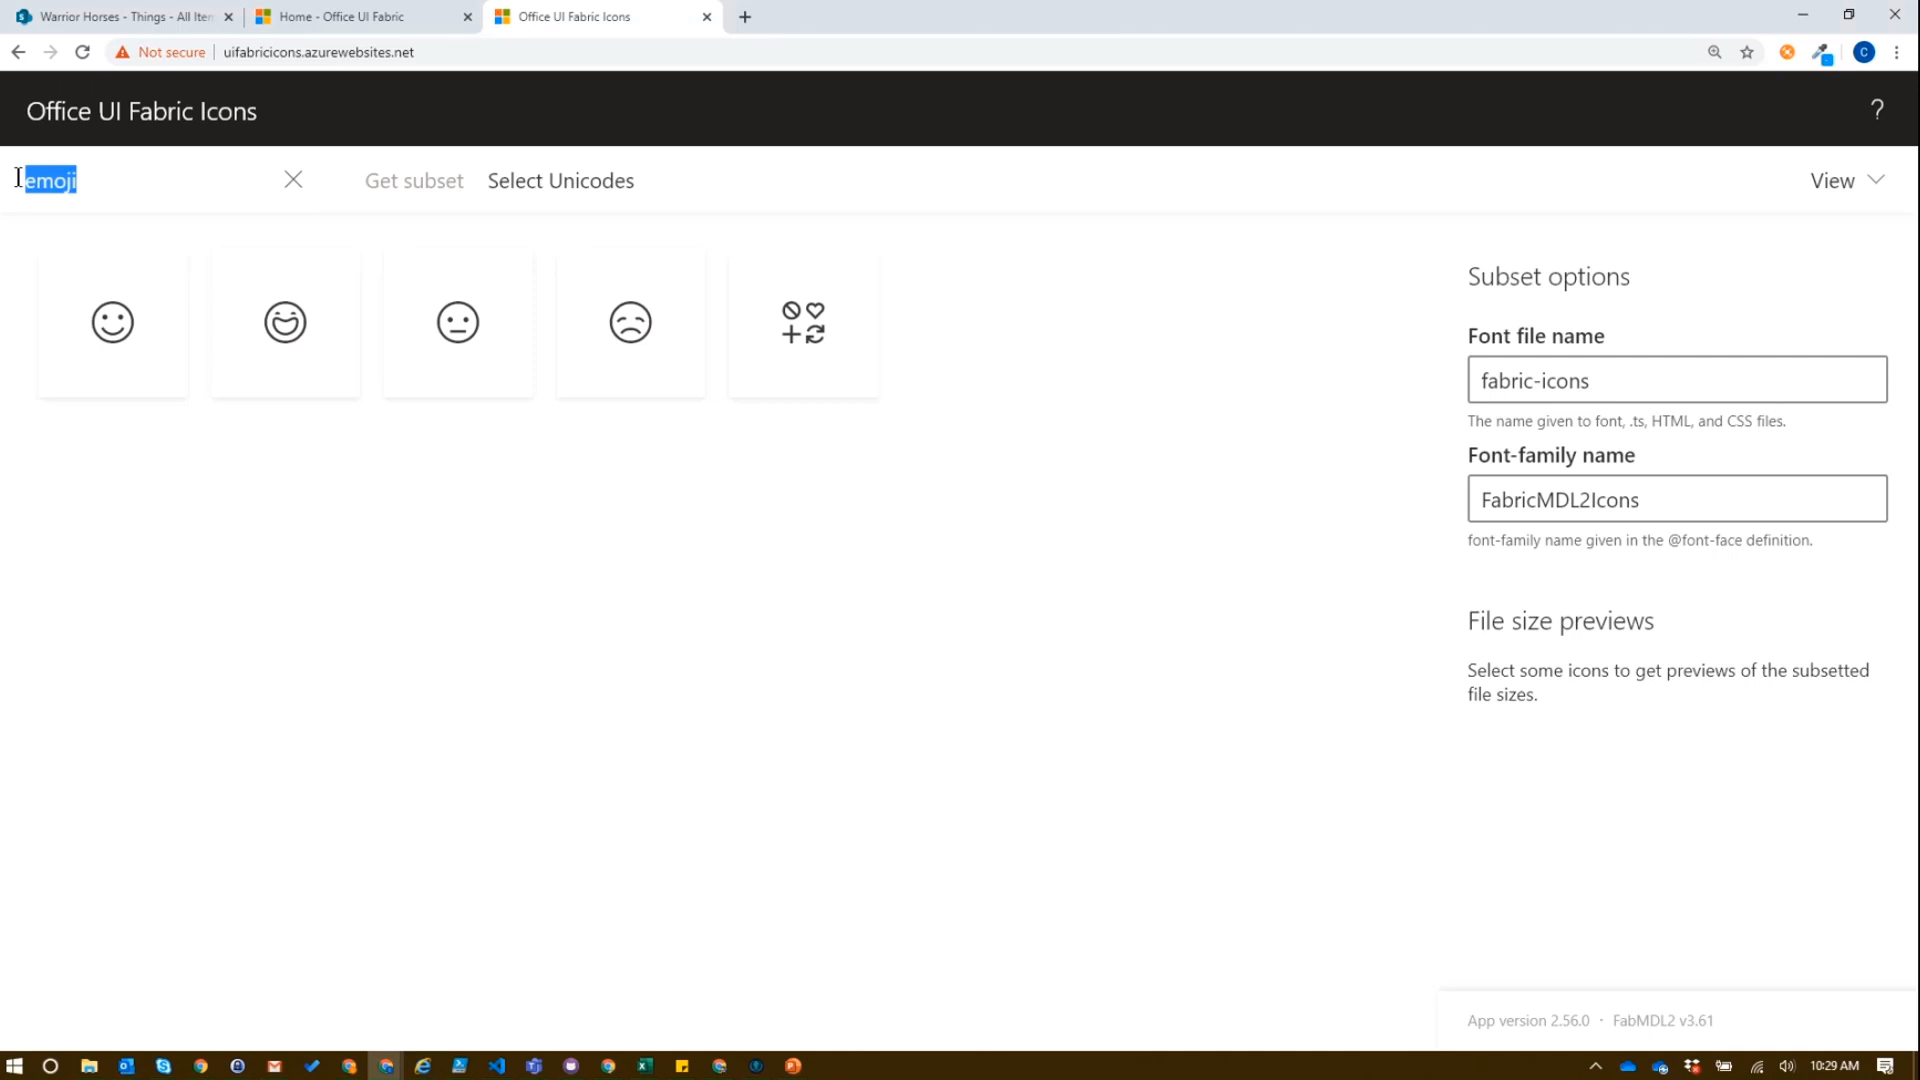 Warrior Horses - Things - All Iter
Home - Office UI Fabric
Office UI Fabric Icons
Not secure
uifabricicons.azurewebsites.net
C
Office UI Fabric Icons
?
emoji
Get subset
Select Unicodes
View
Subset options
Font file name
fabric-icons
The name given to font, .ts, HTML, and CSS files.
Font-family name
FabricMDL2Icons
font-family name given in the @font-face definition.
File size previews
Select some icons to get previews of the subsetted
file sizes.
App version 2.56.0 · FabMDL2 v3.61
10:29 AM